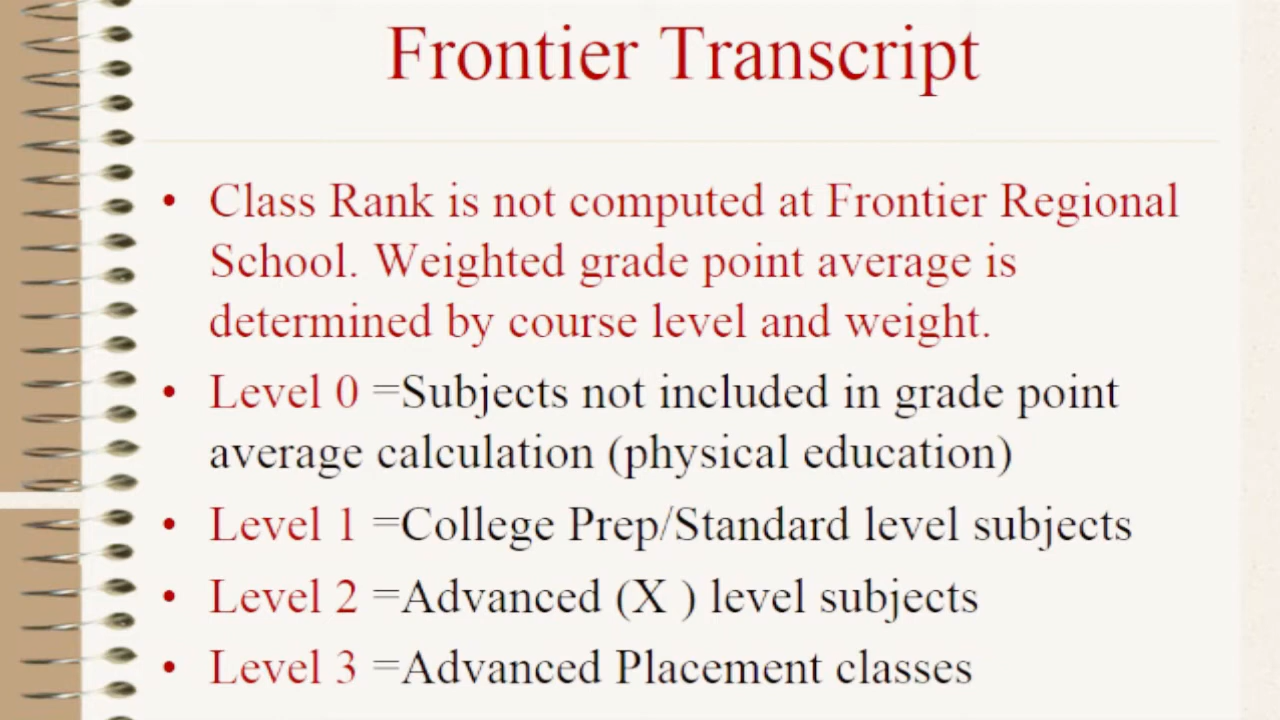 Frontier Transcript
• Class Rank is not computed at Frontier Regional
School. Weighted grade point average is
determined by course level and weight.
• Level 0 =Subjects not included in grade point
average calculation (physical education)
• Level 1 =College Prep/Standard level subjects
• Level 2 =Advanced (X ) level subjects
• Level 3 =Advanced Placement classes